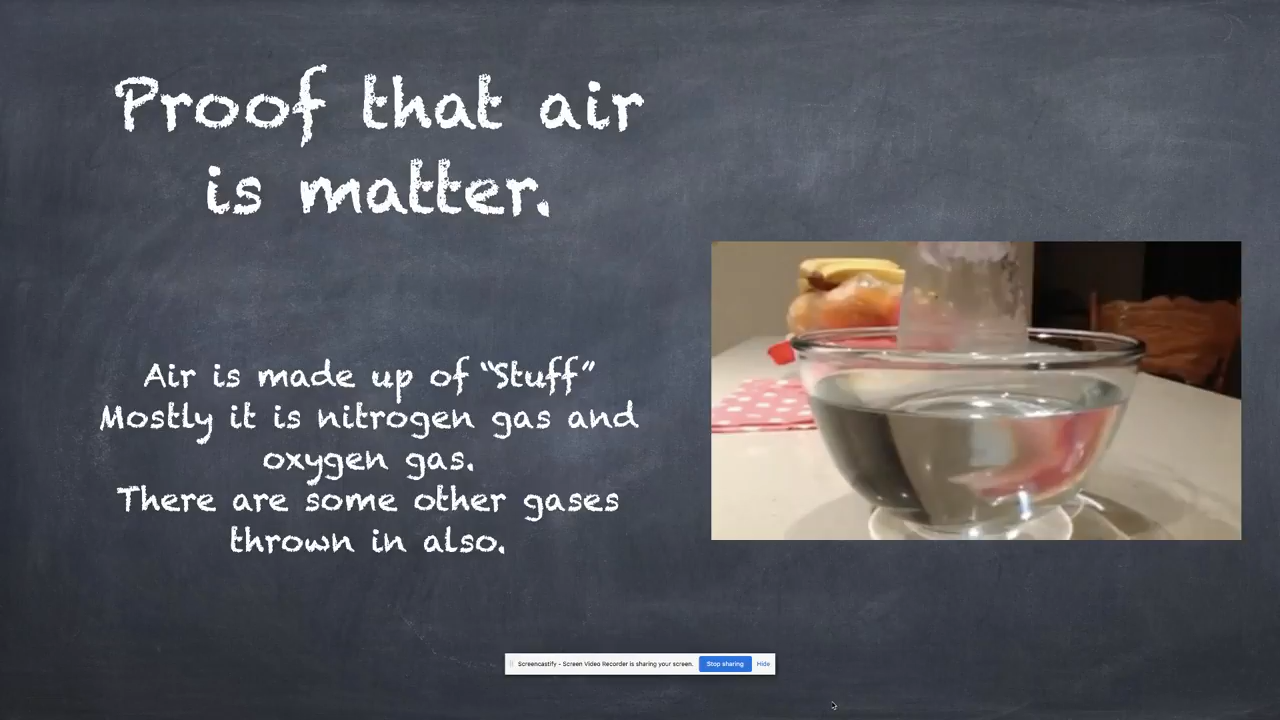 Proof that air
is matter.
Air is made up of “Stuff”
Mostly it is nitrogen gas and
oxygen gas.
There are some other gases
thrown in also.
Screencastify - Screen Video Recorder is sharing your screen. Stop sharing Hide